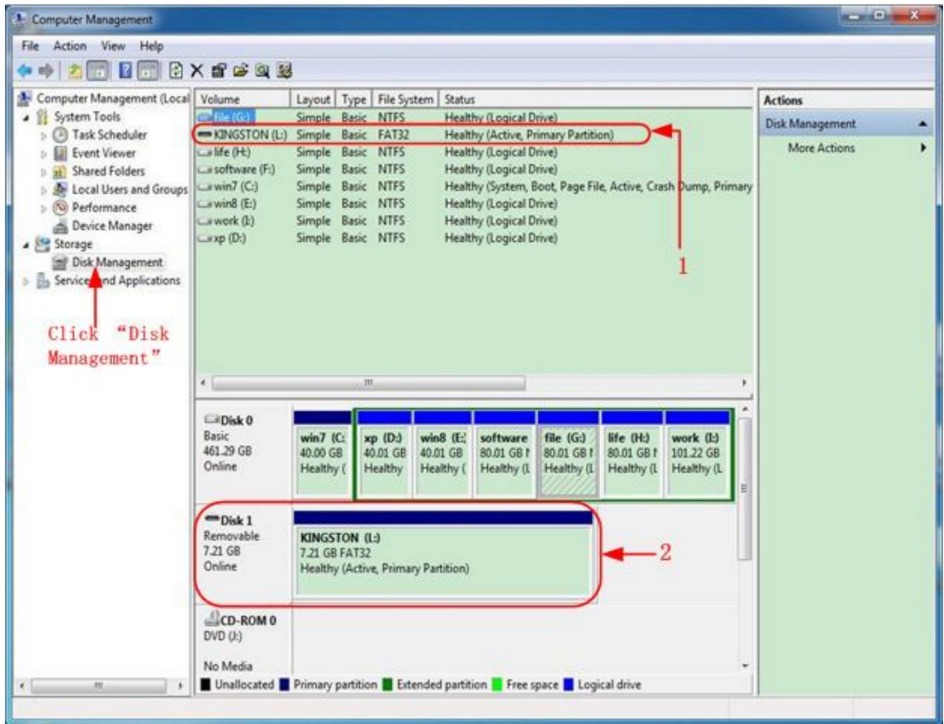 Computer Management
File Action View Help
Computer Management (Local
System Tools
Task Scheduler
Event Viewer
Shared Folders
Local Users and Groups
Performance
Device Manager
Storage
Disk Management
Services and Applications
Click “Disk
Management”
Volume Layout Type File System Status
file (G:) Simple Basic NTFS Healthy (Logical Drive)
KINGSTON (L:) Simple Basic FAT32 Healthy (Active, Primary Partition)
life (H:) Simple Basic NTFS Healthy (Logical Drive)
software (F:) Simple Basic NTFS Healthy (Logical Drive)
win7 (C:) Simple Basic NTFS Healthy (System, Boot, Page File, Active, Crash Dump, Primary
win8 (E:) Simple Basic NTFS Healthy (Logical Drive)
work (I:) Simple Basic NTFS Healthy (Logical Drive)
xp (D:) Simple Basic NTFS Healthy (Logical Drive)
1
Disk 0
Basic
461.29 GB
Online
win7 (C:
40.00 GB
Healthy (
xp (D:)
40.01 GB
Healthy
win8 (E:
40.01 GB
Healthy (
software
80.01 GB
Healthy (L
file (G:)
80.01 GB
Healthy (L
life (H:)
80.01 GB
Healthy (L
work (I:)
101.22 GB
Healthy (L
Disk 1
Removable
7.21 GB
Online
KINGSTON (L:)
7.21 GB FAT32
Healthy (Active, Primary Partition)
2
CD-ROM 0
DVD (J:)
No Media
Unallocated Primary partition Extended partition Free space Logical drive
Actions
Disk Management
More Actions